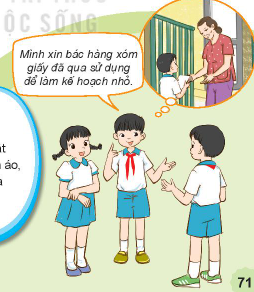 ỘC SỐNG
Mình xin bác hàng xóm
giấy đã qua sử dụng
để làm kế hoạch nhỏ.
áo,
71